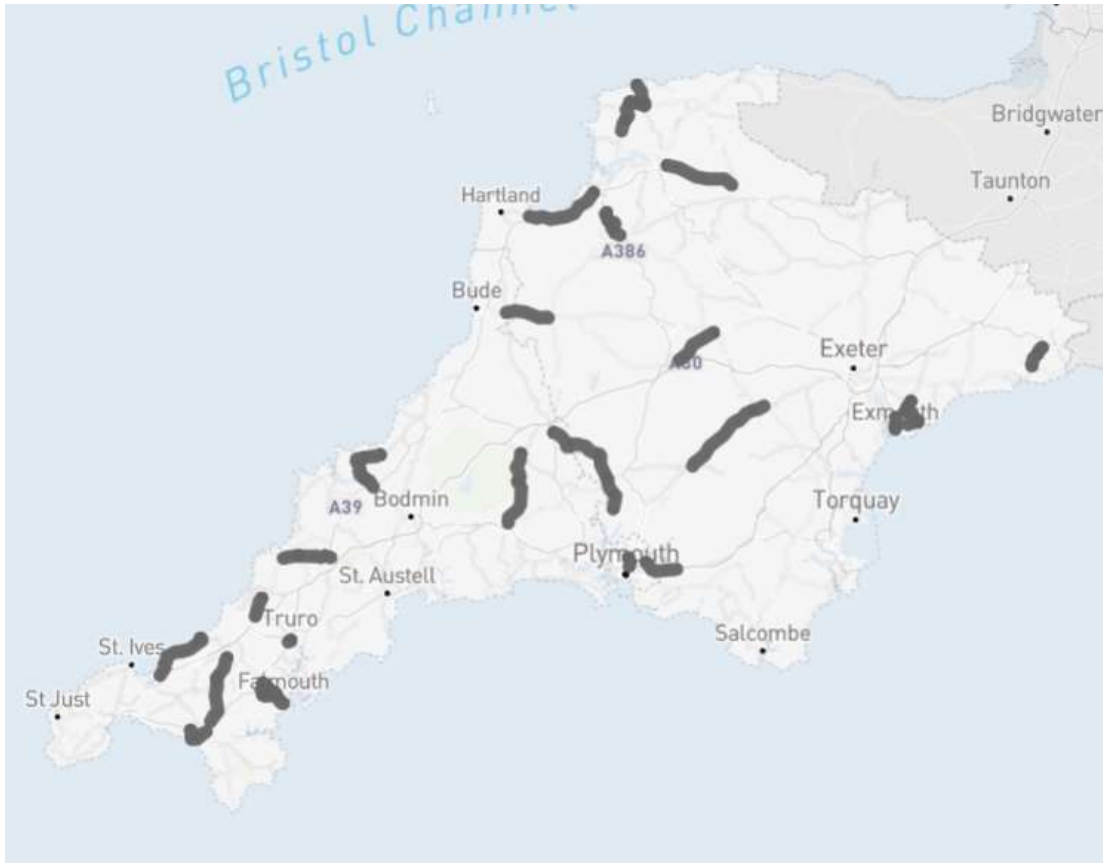 Bristol Channel
Bridgwater
Taunton
Hartland
A386
Bude
Exeter
A30
Exmouth
A39
Bodmin
Torquay
Plymouth
St. Austell
Truro
Salcombe
St. Ives
Falmouth
St Just